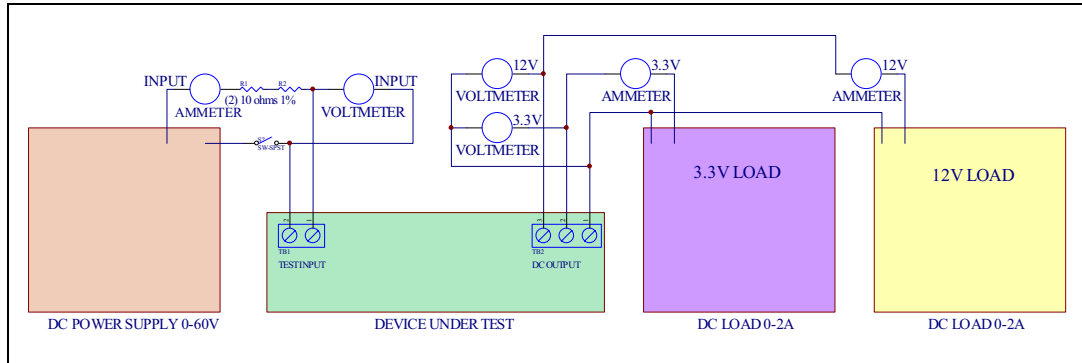 INPUT
R1
R2
INPUT
(2) 10 ohms 1%
AMMETER
VOLTMETER
12V
VOLTMETER
3.3V
VOLTMETER
3.3V
AMMETER
12V
AMMETER
SW-SPST
3.3V LOAD
12V LOAD
2
1
3
2
1
TB1
TB2
TEST INPUT
DC OUTPUT
DC POWER SUPPLY 0-60V
DEVICE UNDER TEST
DC LOAD 0-2A
DC LOAD 0-2A